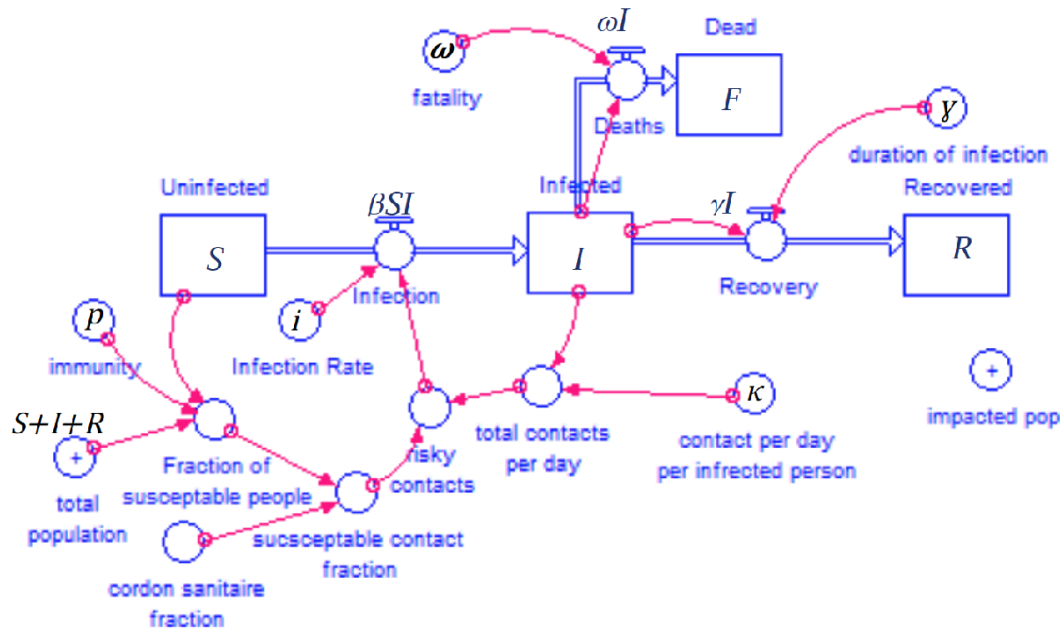 ωI
Dead
ω
fatality
F
Deaths
γ
duration of infection
Uninfected
Infected
Recovered
βSI
γI
S
I
R
Infection
Recovery
p
immunity
i
Infection Rate
+
impacted pop
κ
S+I+R
+
total
population
Fraction of
susceptable people
risky
contacts
total contacts
per day
contact per day
per infrected person
sucsceptable contact
fraction
cordon sanitaire
fraction